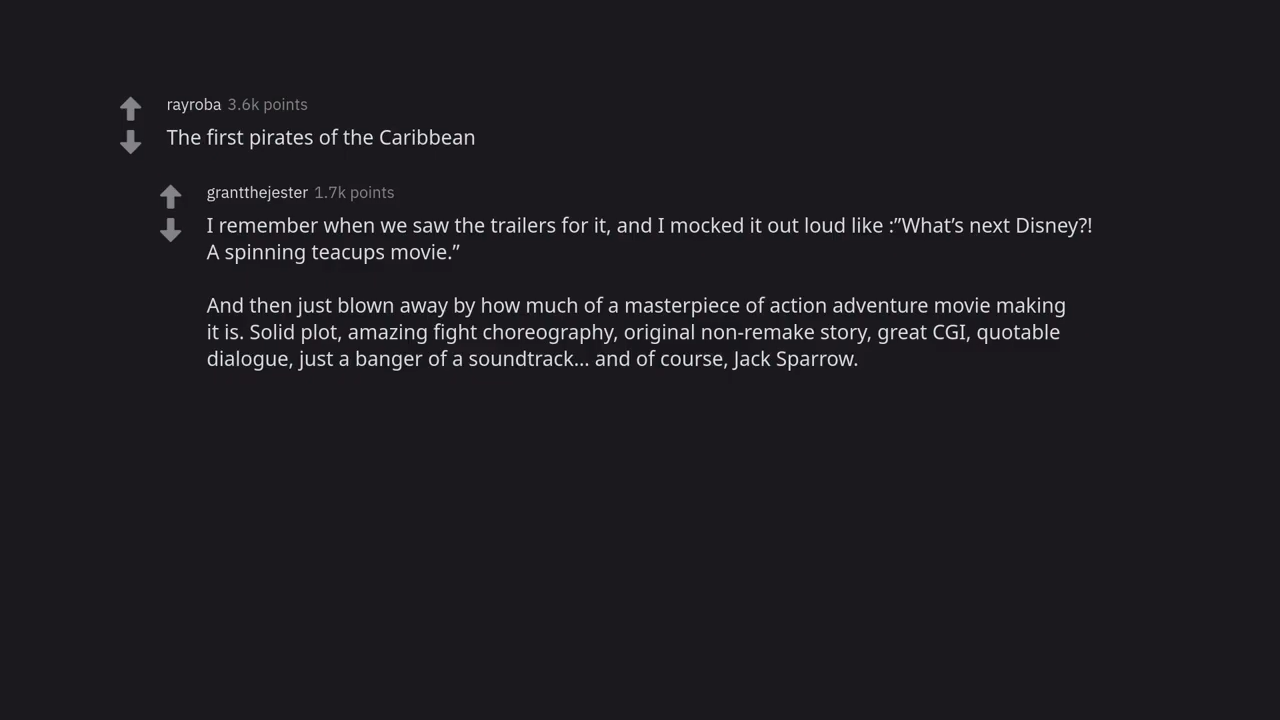 rayroba 3.6k points
The first pirates of the Caribbean
grantthejester 1.7k points
I remember when we saw the trailers for it, and I mocked it out loud like :”What’s next Disney?!
A spinning teacups movie.”
And then just blown away by how much of a masterpiece of action adventure movie making
it is. Solid plot, amazing fight choreography, original non-remake story, great CGI, quotable
dialogue, just a banger of a soundtrack... and of course, Jack Sparrow.